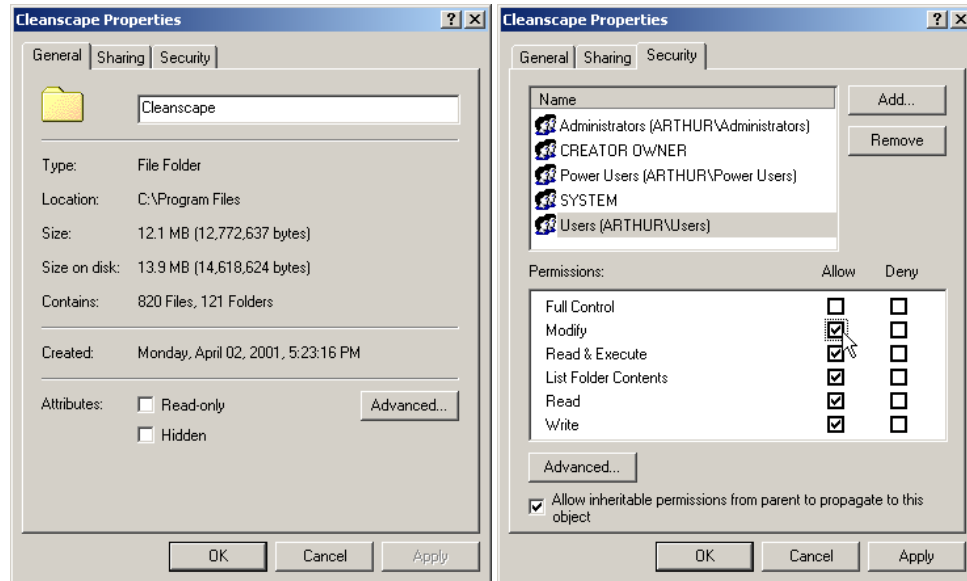 Cleanscape Properties
General Sharing Security
Cleanscape
Type: File Folder
Location: C:\Program Files
Size: 12.1 MB (12,772,637 bytes)
Size on disk: 13.9 MB (14,618,624 bytes)
Contains: 820 Files, 121 Folders
Created: Monday, April 02, 2001, 5:23:16 PM
Attributes: Read-only Advanced...
Hidden
OK Cancel Apply
Cleanscape Properties
General Sharing Security
Name Add...
Administrators (ARTHUR\Administrators)
Remove
CREATOR OWNER
Power Users (ARTHUR\Power Users)
SYSTEM
Users (ARTHUR\Users)
Permissions: Allow Deny
Full Control
Modify
Read & Execute
List Folder Contents
Read
Write
Advanced...
Allow inheritable permissions from parent to propagate to this
object
OK Cancel Apply